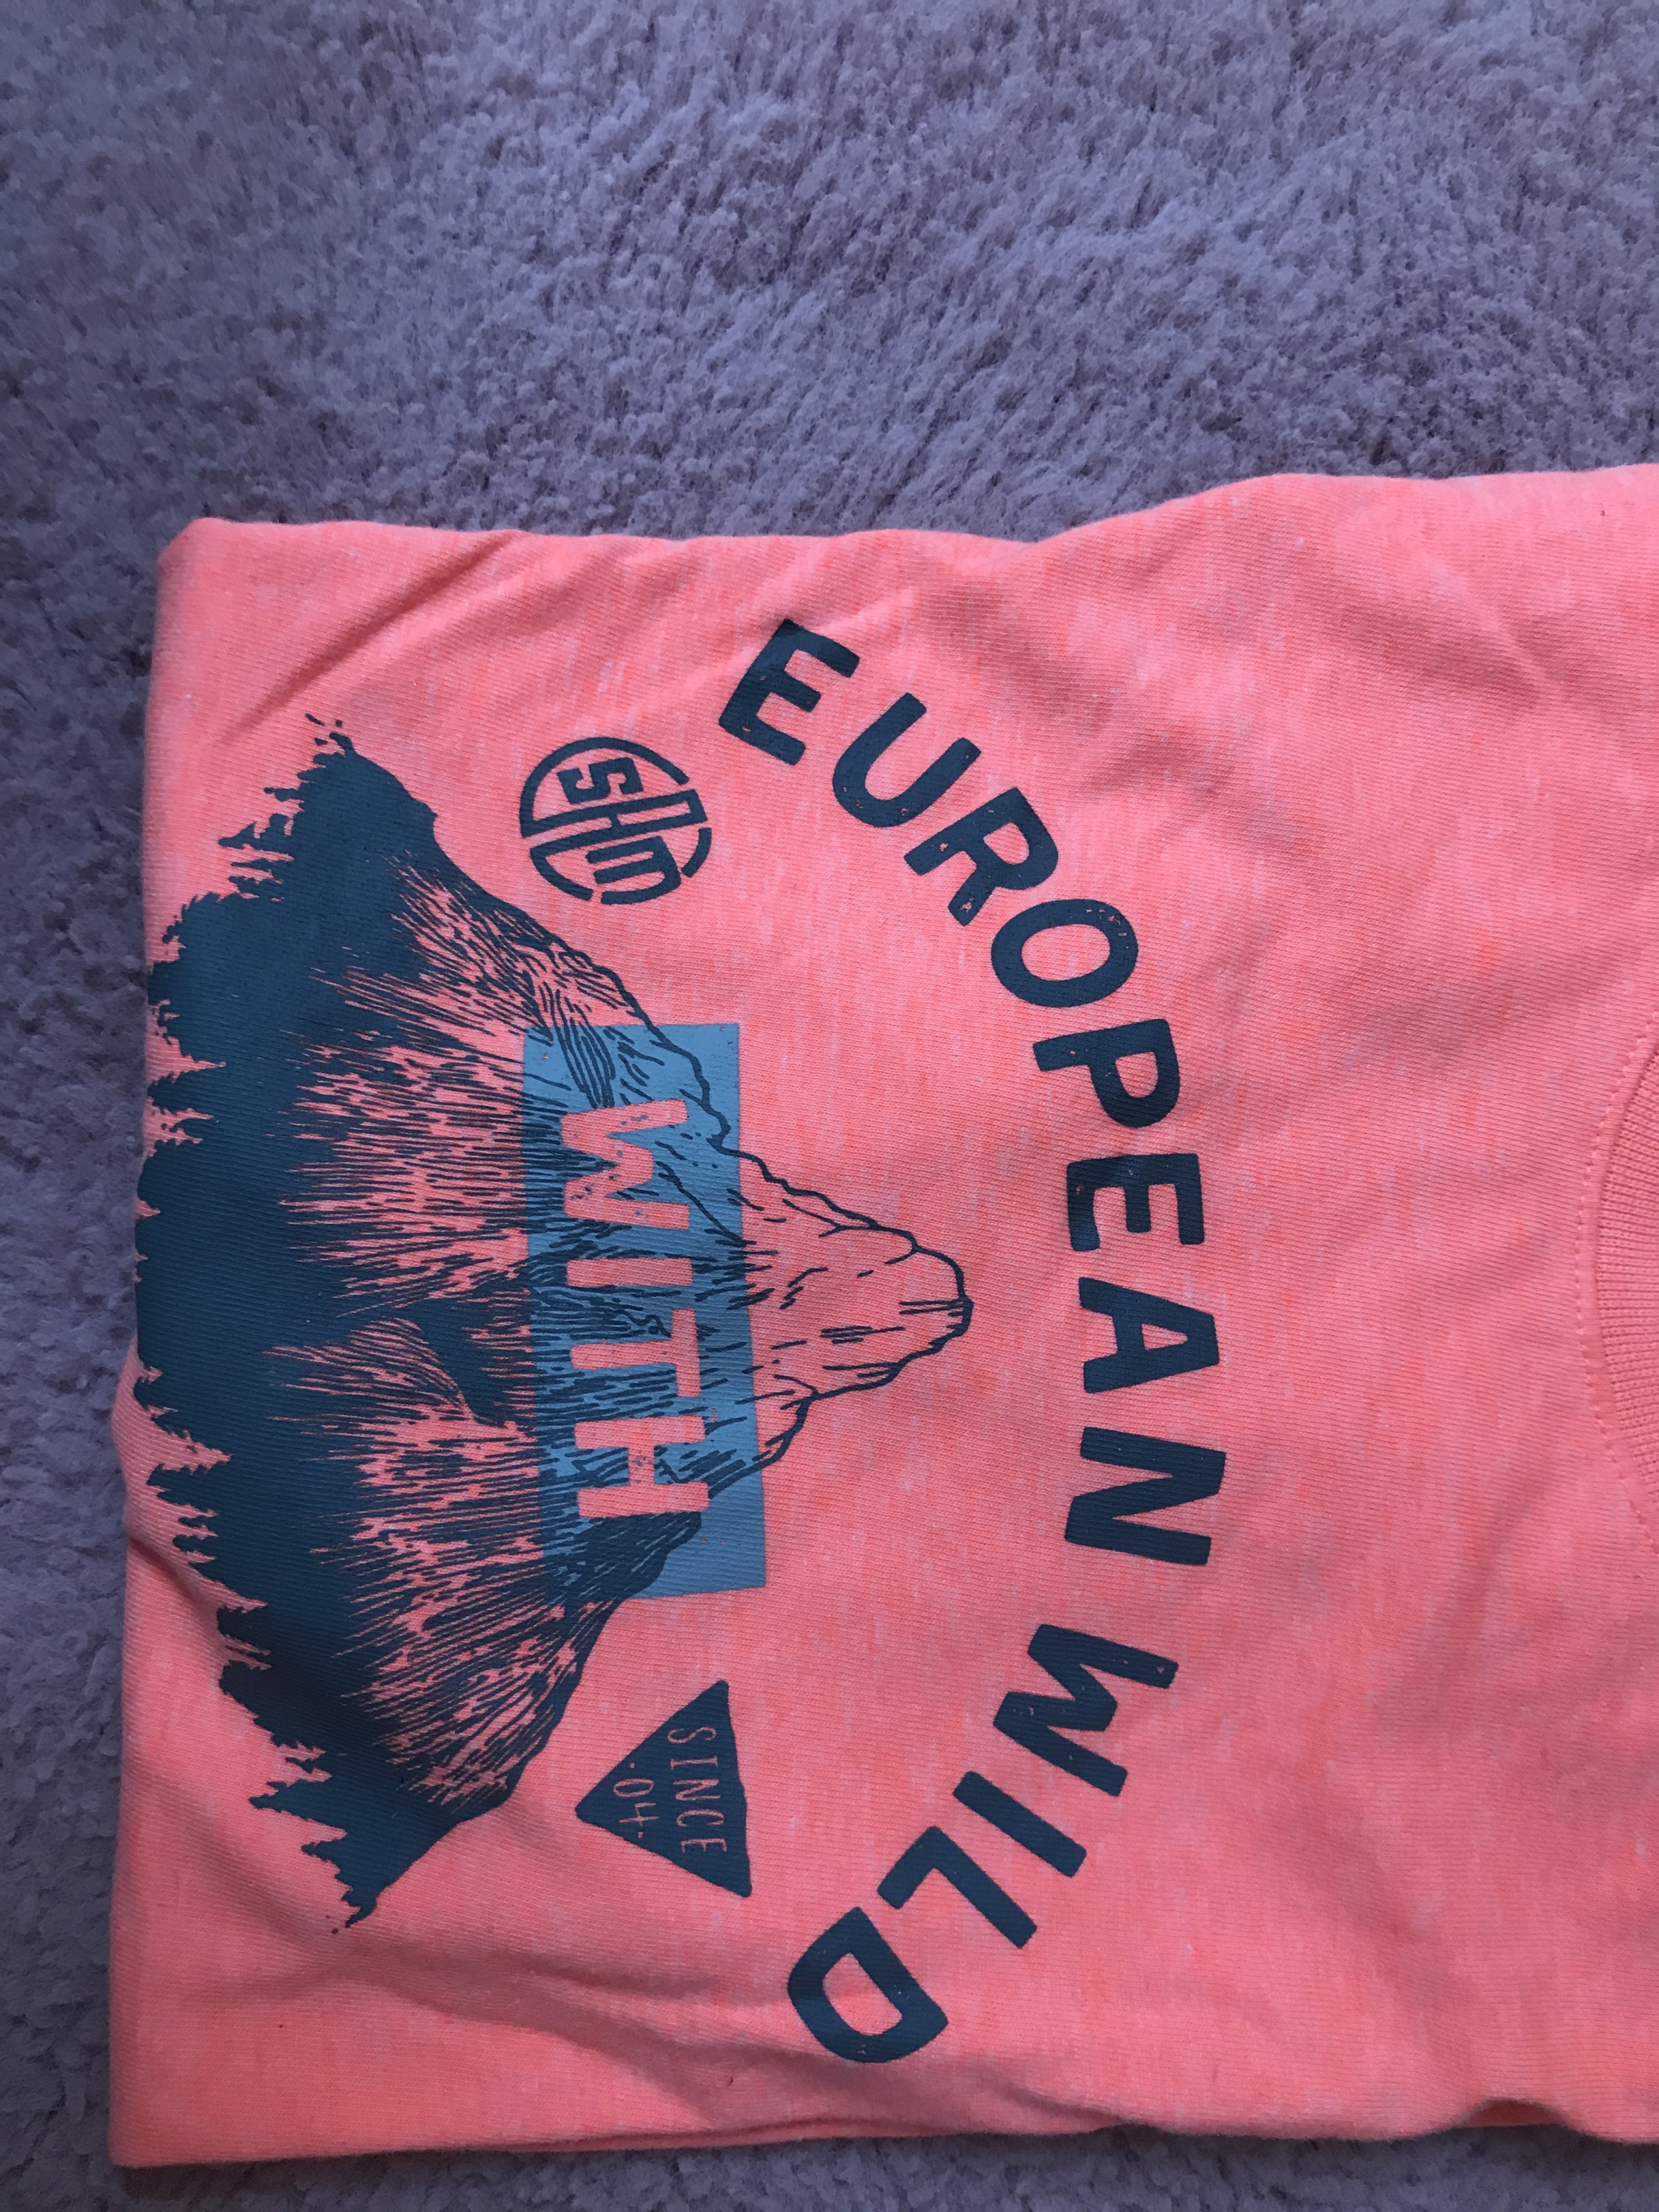 EUROPEAN WILD
WITH
SINCE
.04.